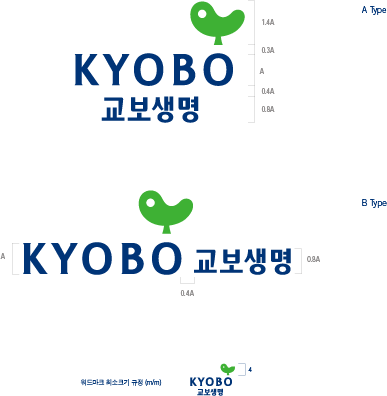 A Type
1.4A
0.3A
KYOBO
A
0.4A
교보생명
0.8A
B Type
A
KYOBO 교보생명
0.8A
0.4A
워드마크 최소크기 규정 (m/m)
4
KYOBO
교보생명